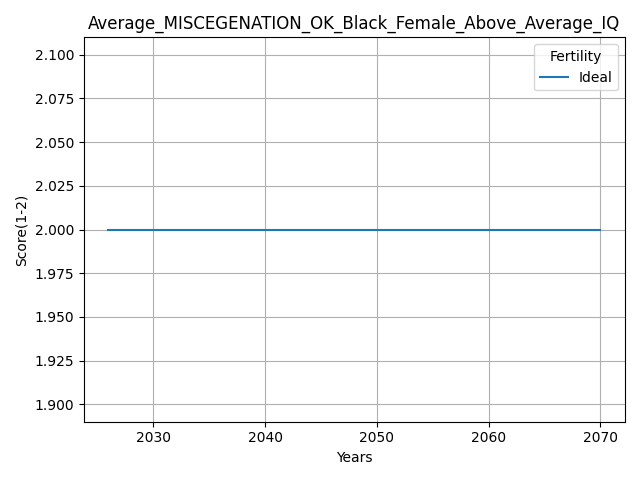 Average_MISCEGENATION_OK_Black_Female_Above_Average_IQ
Fertility
Ideal
2.100
2.075
2.050
2.025
2.000
1.975
1.950
1.925
1.900
Score(1-2)
2030 2040 2050 2060 2070
Years